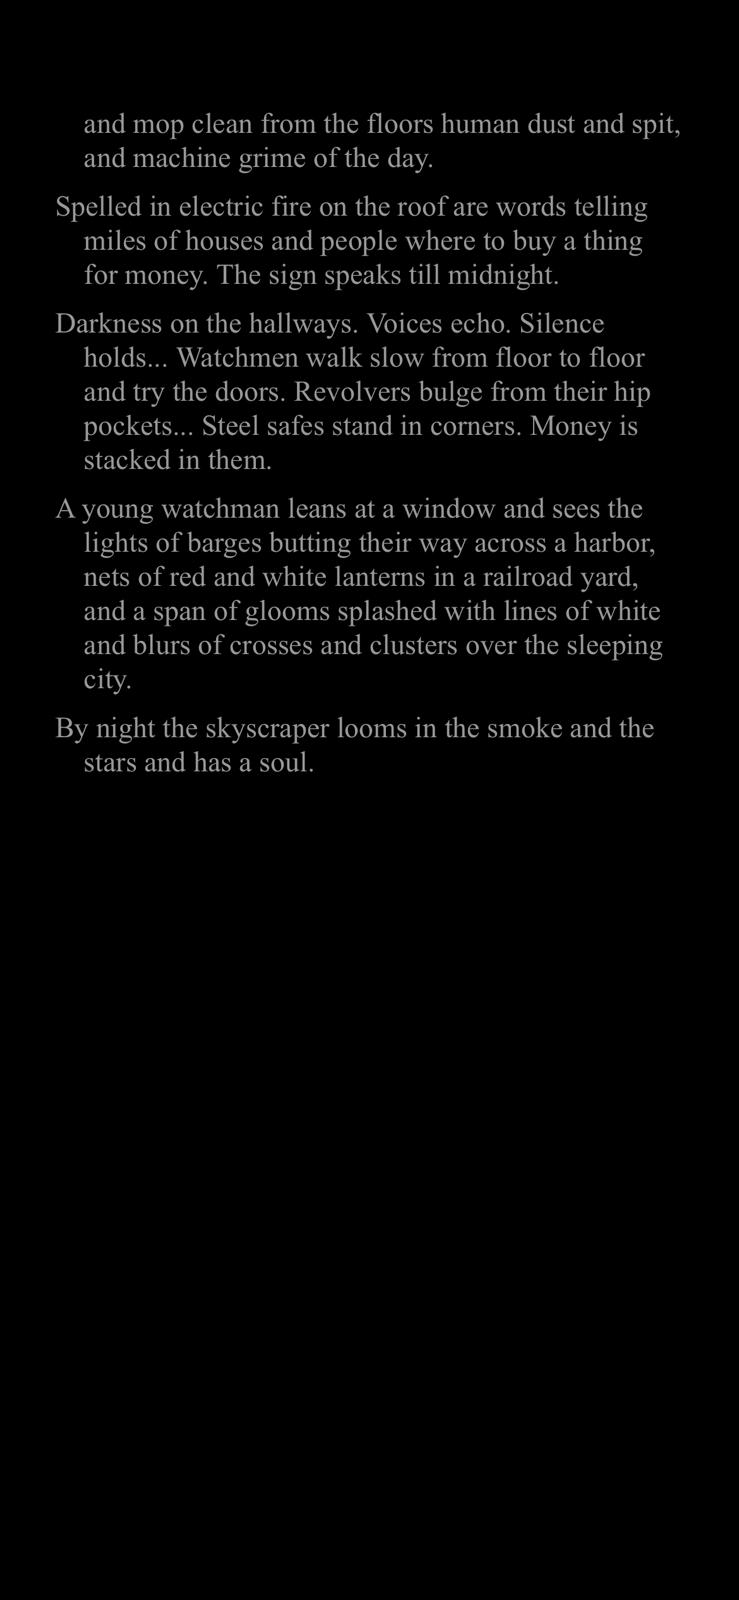 and mop clean from the floors human dust and spit,
and machine grime of the day.
Spelled in electric fire on the roof are words telling
miles of houses and people where to buy a thing
for money. The sign speaks till midnight.
Darkness on the hallways. Voices echo. Silence
holds... Watchmen walk slow from floor to floor
and try the doors. Revolvers bulge from their hip
pockets... Steel safes stand in corners. Money is
stacked in them.
A young watchman leans at a window and sees the
lights of barges butting their way across a harbor,
nets of red and white lanterns in a railroad yard,
and a span of glooms splashed with lines of white
and blurs of crosses and clusters over the sleeping
city.
By night the skyscraper looms in the smoke and the
stars and has a soul.